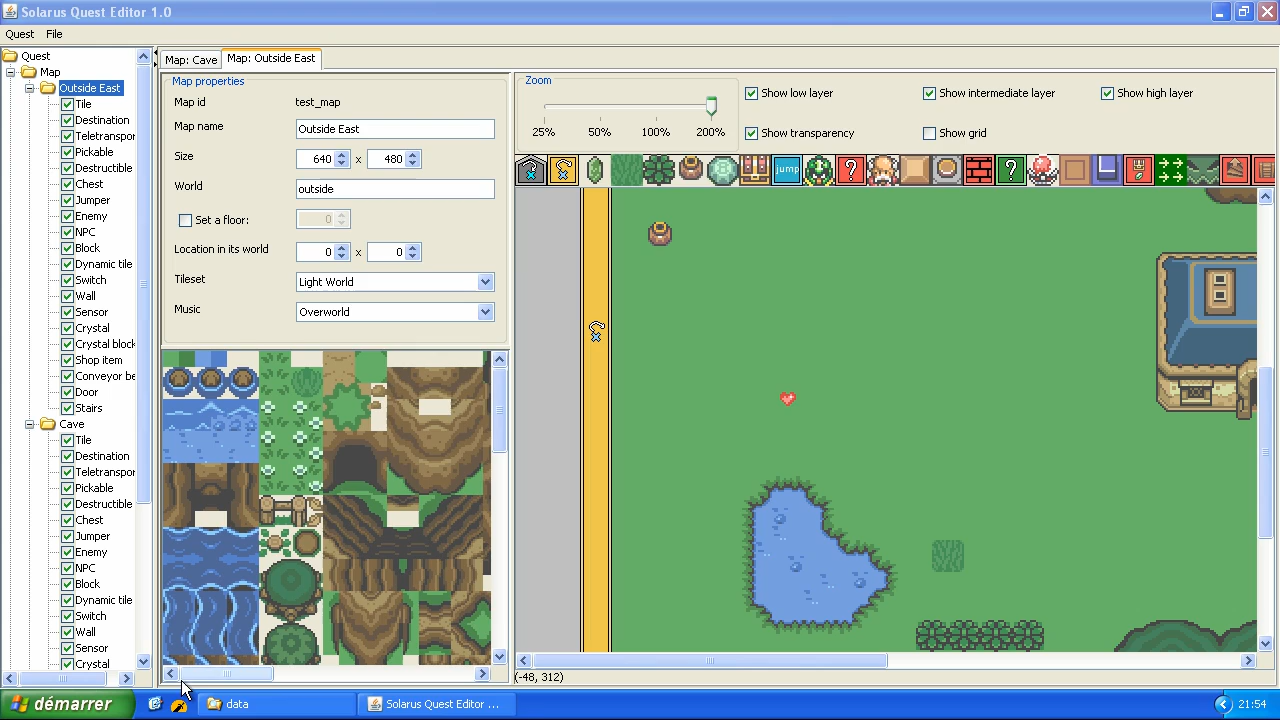 Solarus Quest Editor 1.0
Quest File
Quest
Map
Outside East
Tile
Destination
Teletranspor
Pickable
Destructible
Chest
Jumper
Enemy
NPC
Block
Dynamic tile
Switch
Wall
Sensor
Crystal
Crystal block
Shop item
Conveyor be
Door
Stairs
Cave
Tile
Destination
Teletranspor
Pickable
Destructible
Chest
Jumper
Enemy
NPC
Block
Dynamic tile
Switch
Wall
Sensor
Crystal
Map: Cave Map: Outside East
Map properties
Map id test_map
Map name Outside East
Size 640 x 480
World outside
Set a floor: 0
Location in its world 0 x 0
Tileset Light World
Music Overworld
Zoom
25% 50% 100% 200%
Show low layer Show intermediate layer Show high layer
Show transparency Show grid
jump ? ?
(-48, 312)
démarrer data Solarus Quest Editor ... 21:54